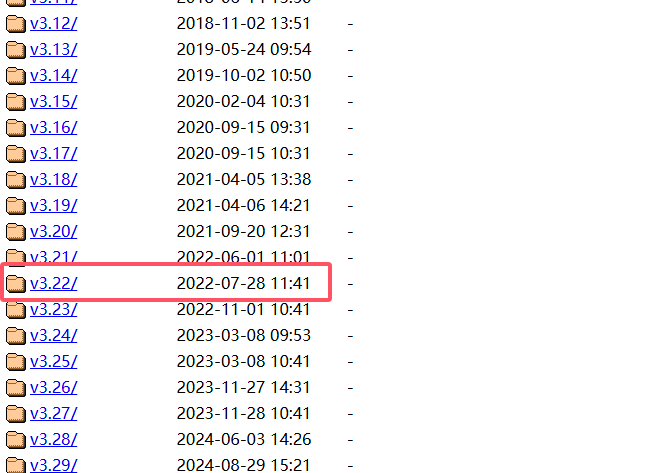 v3.12/ 2018-11-02 13:51 -
v3.13/ 2019-05-24 09:54 -
v3.14/ 2019-10-02 10:50 -
v3.15/ 2020-02-04 10:31 -
v3.16/ 2020-09-15 09:31 -
v3.17/ 2020-09-15 10:31 -
v3.18/ 2021-04-05 13:38 -
v3.19/ 2021-04-06 14:21 -
v3.20/ 2021-09-20 12:31 -
v3.21/ 2022-06-01 11:01 -
v3.22/ 2022-07-28 11:41 -
v3.23/ 2022-11-01 10:41 -
v3.24/ 2023-03-08 09:53 -
v3.25/ 2023-03-08 10:41 -
v3.26/ 2023-11-27 14:31 -
v3.27/ 2023-11-28 10:41 -
v3.28/ 2024-06-03 14:26 -
v3.29/ 2024-08-29 15:21 -